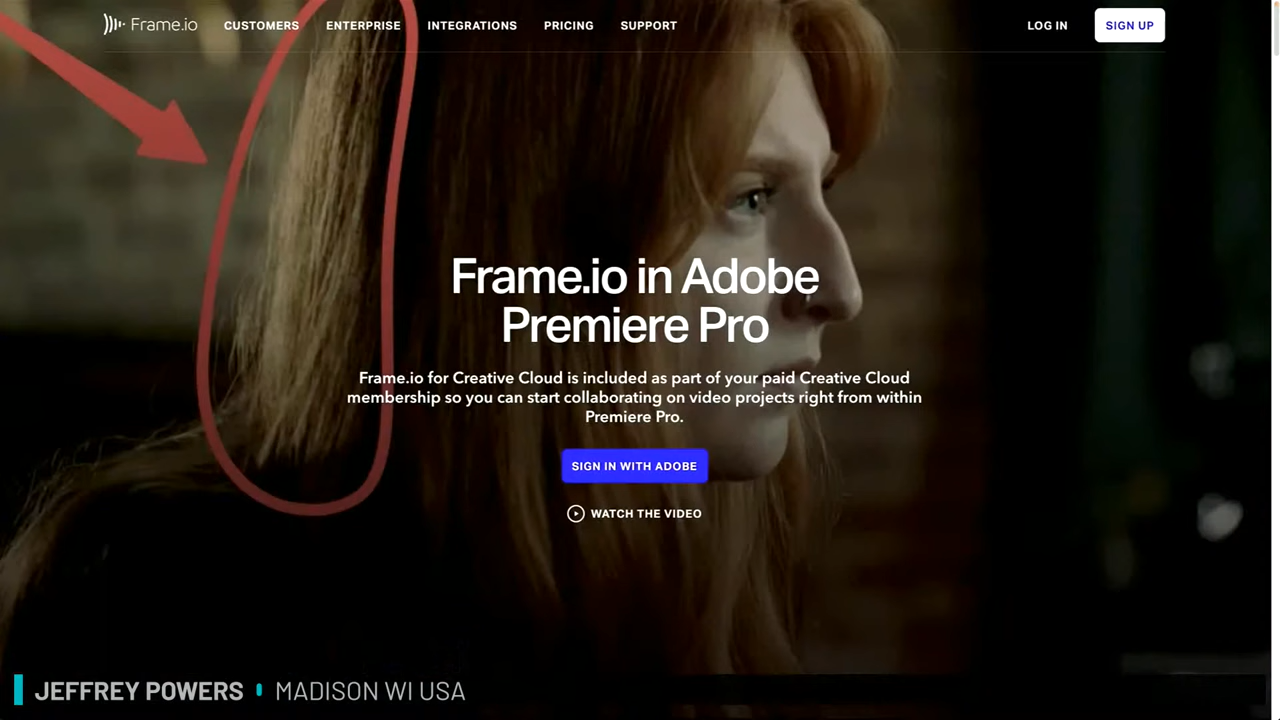 Frame.io CUSTOMERS ENTERPRISE INTEGRATIONS PRICING SUPPORT LOG IN SIGN UP
Frame.io in Adobe
Premiere Pro
Frame.io for Creative Cloud is included as part of your paid Creative Cloud
membership so you can start collaborating on video projects right from within
Premiere Pro.
SIGN IN WITH ADOBE
WATCH THE VIDEO
JEFFREY POWERS MADISON WI USA